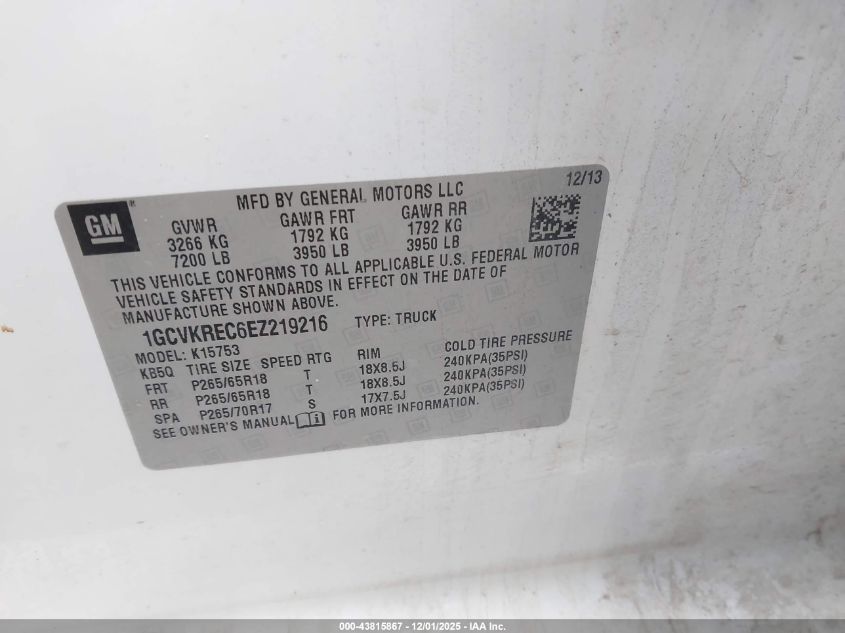 GM ®
MFD BY GENERAL MOTORS LLC 12/13
GVWR GAWR FRT GAWR RR
3266 KG 1792 KG 1792 KG
7200 LB 3950 LB 3950 LB
THIS VEHICLE CONFORMS TO ALL APPLICABLE U.S. FEDERAL MOTOR
VEHICLE SAFETY STANDARDS IN EFFECT ON THE DATE OF
MANUFACTURE SHOWN ABOVE.
1GCVKREC6EZ219216 TYPE: TRUCK
MODEL: K15753
KB5Q TIRE SIZE SPEED RTG RIM COLD TIRE PRESSURE
FRT P265/65R18 T 18X8.5J 240KPA(35PSI)
RR P265/65R18 T 18X8.5J 240KPA(35PSI)
SPA P265/70R17 S 17X7.5J 240KPA(35PSI)
SEE OWNER'S MANUAL FOR MORE INFORMATION.
000-43815867 - 12/01/2025 - IAA Inc.